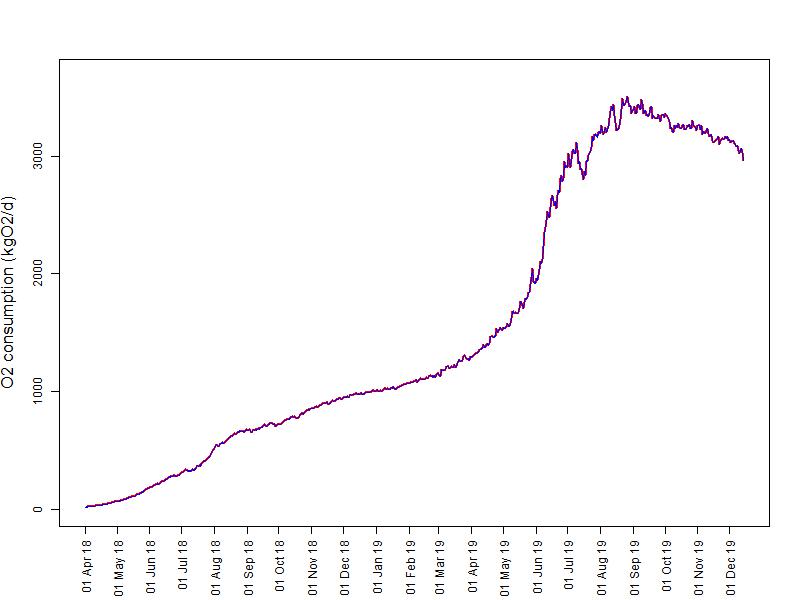 O2 consumption (kgO2/d)
3000
2000
1000
0
01 Apr 18
01 May 18
01 Jun 18
01 Jul 18
01 Aug 18
01 Sep 18
01 Oct 18
01 Nov 18
01 Dec 18
01 Jan 19
01 Feb 19
01 Mar 19
01 Apr 19
01 May 19
01 Jun 19
01 Jul 19
01 Aug 19
01 Sep 19
01 Oct 19
01 Nov 19
01 Dec 19